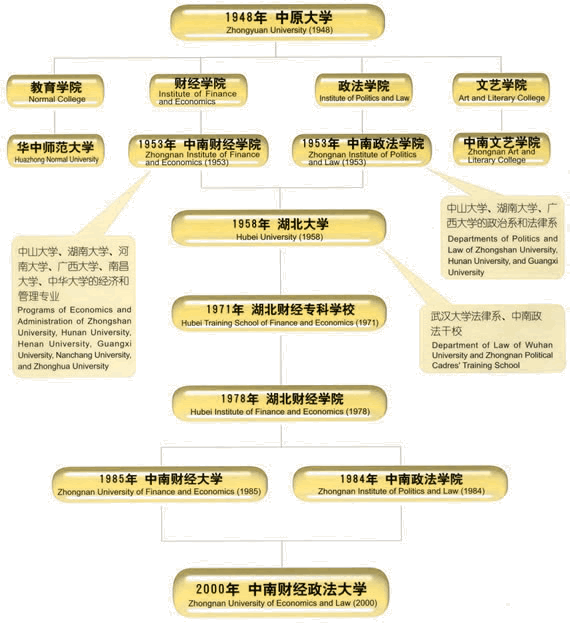 1948年 中原大学
Zhongyuan University (1948)
教育学院
Normal College
财经学院
Institute of Finance
and Economics
政法学院
Institute of Politics and Law
文艺学院
Art and Literary College
华中师范大学
Huazhong Normal University
1953年 中南财经学院
Zhongnan Institute of Finance
and Economics (1953)
1953年 中南政法学院
Zhongnan Institute of Politics
and Law (1953)
中南文艺学院
Zhongnan Art and
Literary College
中山大学、湖南大学、广
西大学的政治系和法律系
Departments of Politics and
Law of Zhongshan University,
Hunan University, and Guangxi
University
1958年 湖北大学
Hubei University (1958)
中山大学、湖南大学、河
南大学、广西大学、南昌
大学、中华大学的经济和
管理专业
Programs of Economics and
Administration of Zhongshan
University, Hunan University,
Henan University, Guangxi
University, Nanchang University,
and Zhonghua University
1971年 湖北财经专科学校
Hubei Training School of Finance and Economics (1971)
武汉大学法律系、中南政
法干校
Department of Law of Wuhan
University and Zhongnan Political
Cadres' Training School
1978年 湖北财经学院
Hubei Institute of Finance and Economics (1978)
1985年 中南财经大学
Zhongnan University of Finance and Economics (1985)
1984年 中南政法学院
Zhongnan Institute of Politics and Law (1984)
2000年 中南财经政法大学
Zhongnan University of Economics and Law (2000)